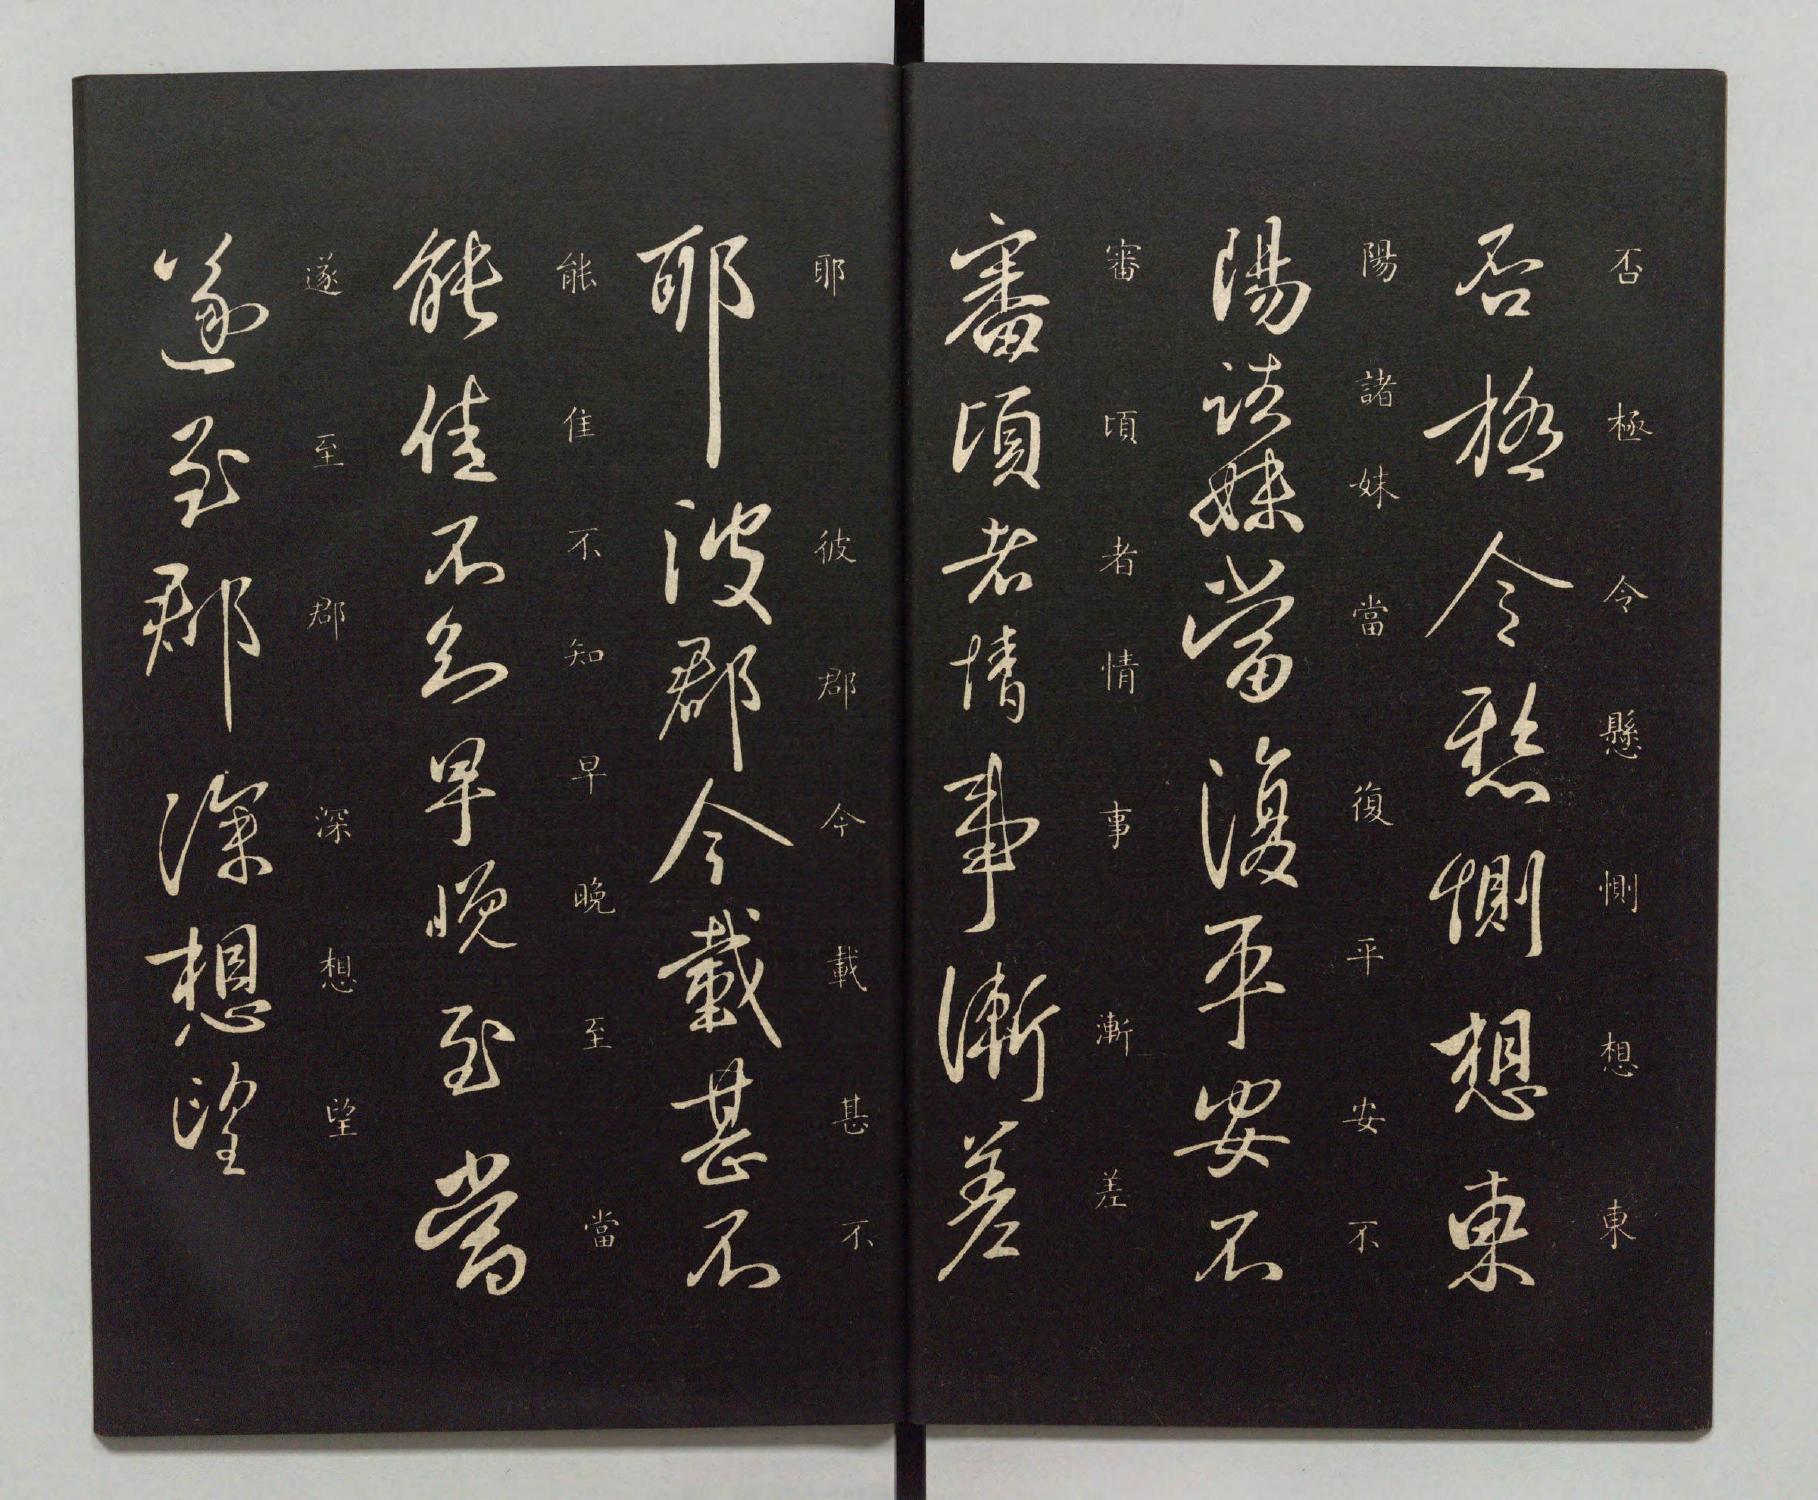 否極令懸惻想東
否極令懸惻想東
陽諸妹當復平安不
陽諸妹當復平安不
審頃者情事漸差
審頃者情事漸差
耶彼郡今載甚不
耶彼郡今載甚不
能佳不知早晚至當
能佳不知早晚至當
遂至郡深想望
遂至郡深想望